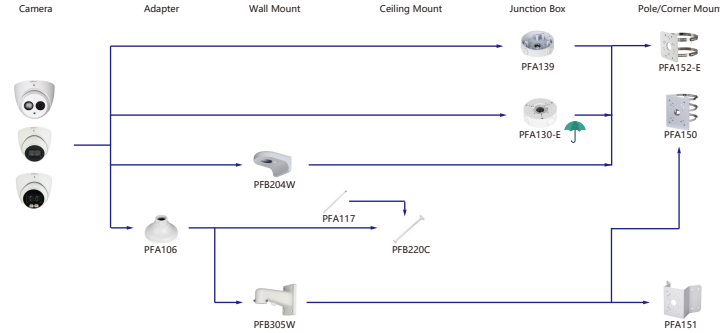 Camera Adapter Wall Mount Ceiling Mount Junction Box Pole/Corner Moun
PFA139
PFA152-E
PFA130-E
PFA150
PFB204W
PFA117
PFA106
PFB220C
PFB305W
PFA151